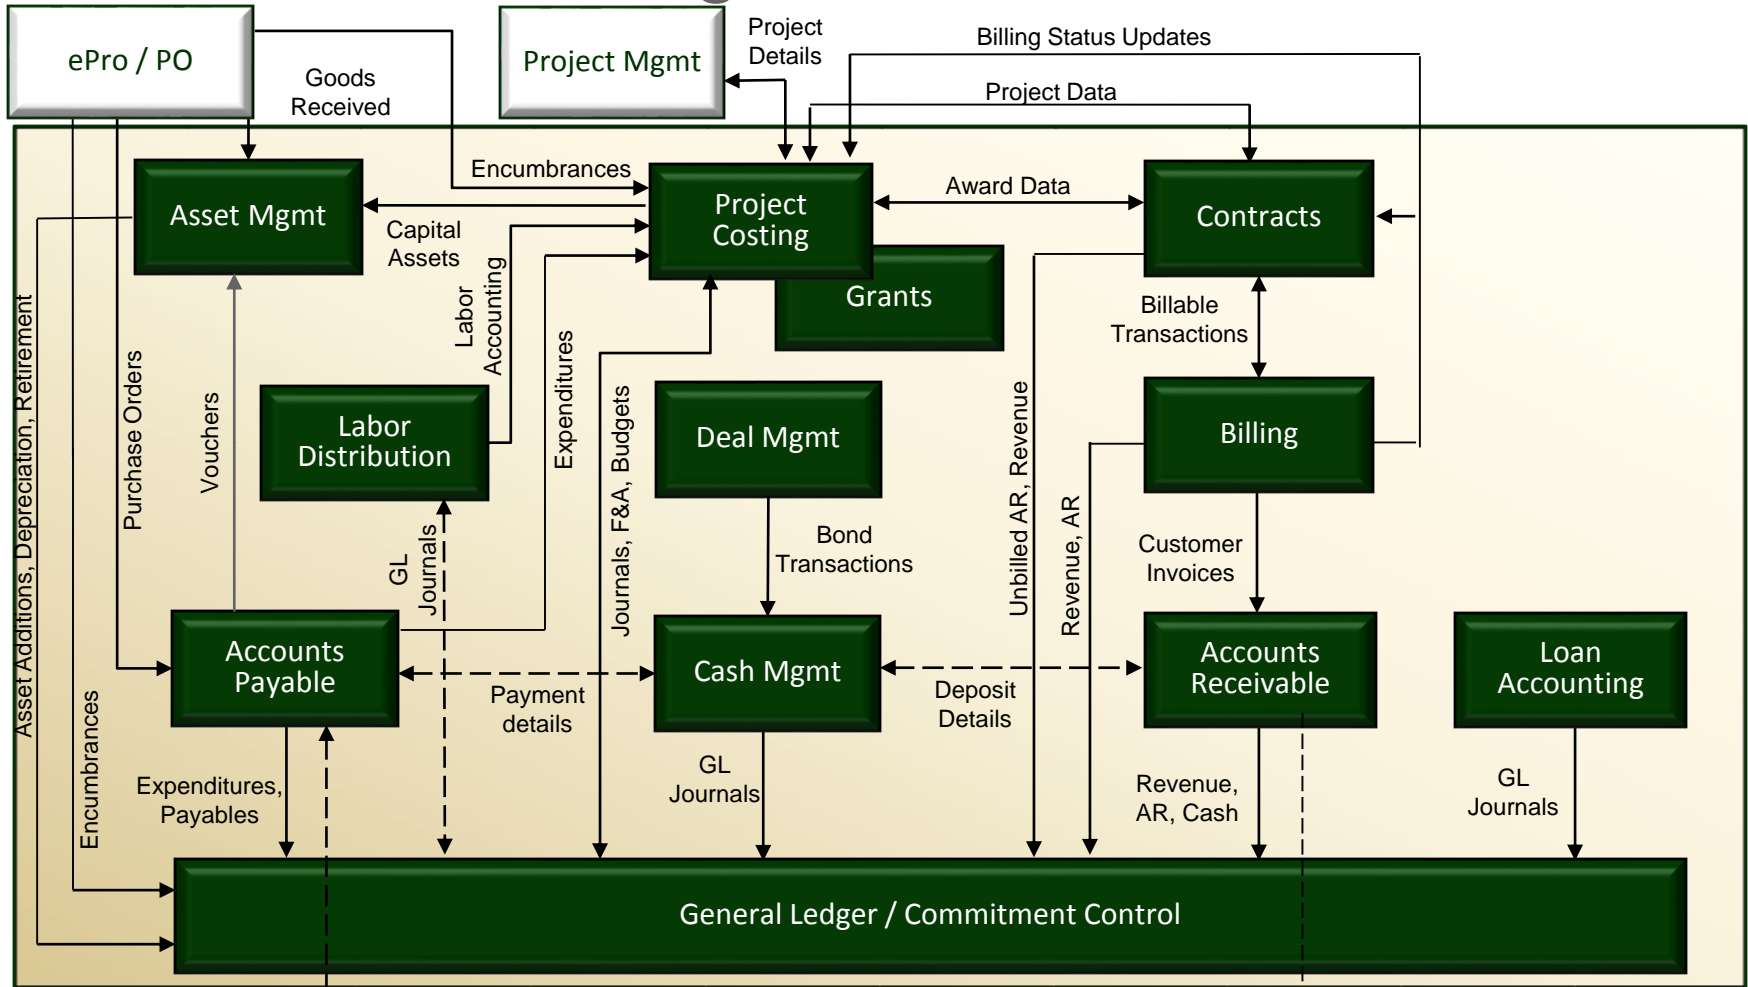 ePro / PO
Project Mgmt
Project
Details
Billing Status Updates
Goods
Received
Project Data
Encumbrances
Asset Mgmt
Capital
Assets
Project
Costing
Award Data
Contracts
Grants
Labor
Accounting
Billable
Transactions
Asset Additions, Depreciation, Retirement
Purchase Orders
Vouchers
Labor
Distribution
Expenditures
Journals, F&A, Budgets
Deal Mgmt
Unbilled AR, Revenue
Revenue, AR
Billing
GL
Journals
Bond
Transactions
Customer
Invoices
Accounts
Payable
Payment
details
Cash Mgmt
Deposit
Details
Accounts
Receivable
Loan
Accounting
Encumbrances
Expenditures,
Payables
GL
Journals
Revenue,
AR, Cash
GL
Journals
General Ledger / Commitment Control